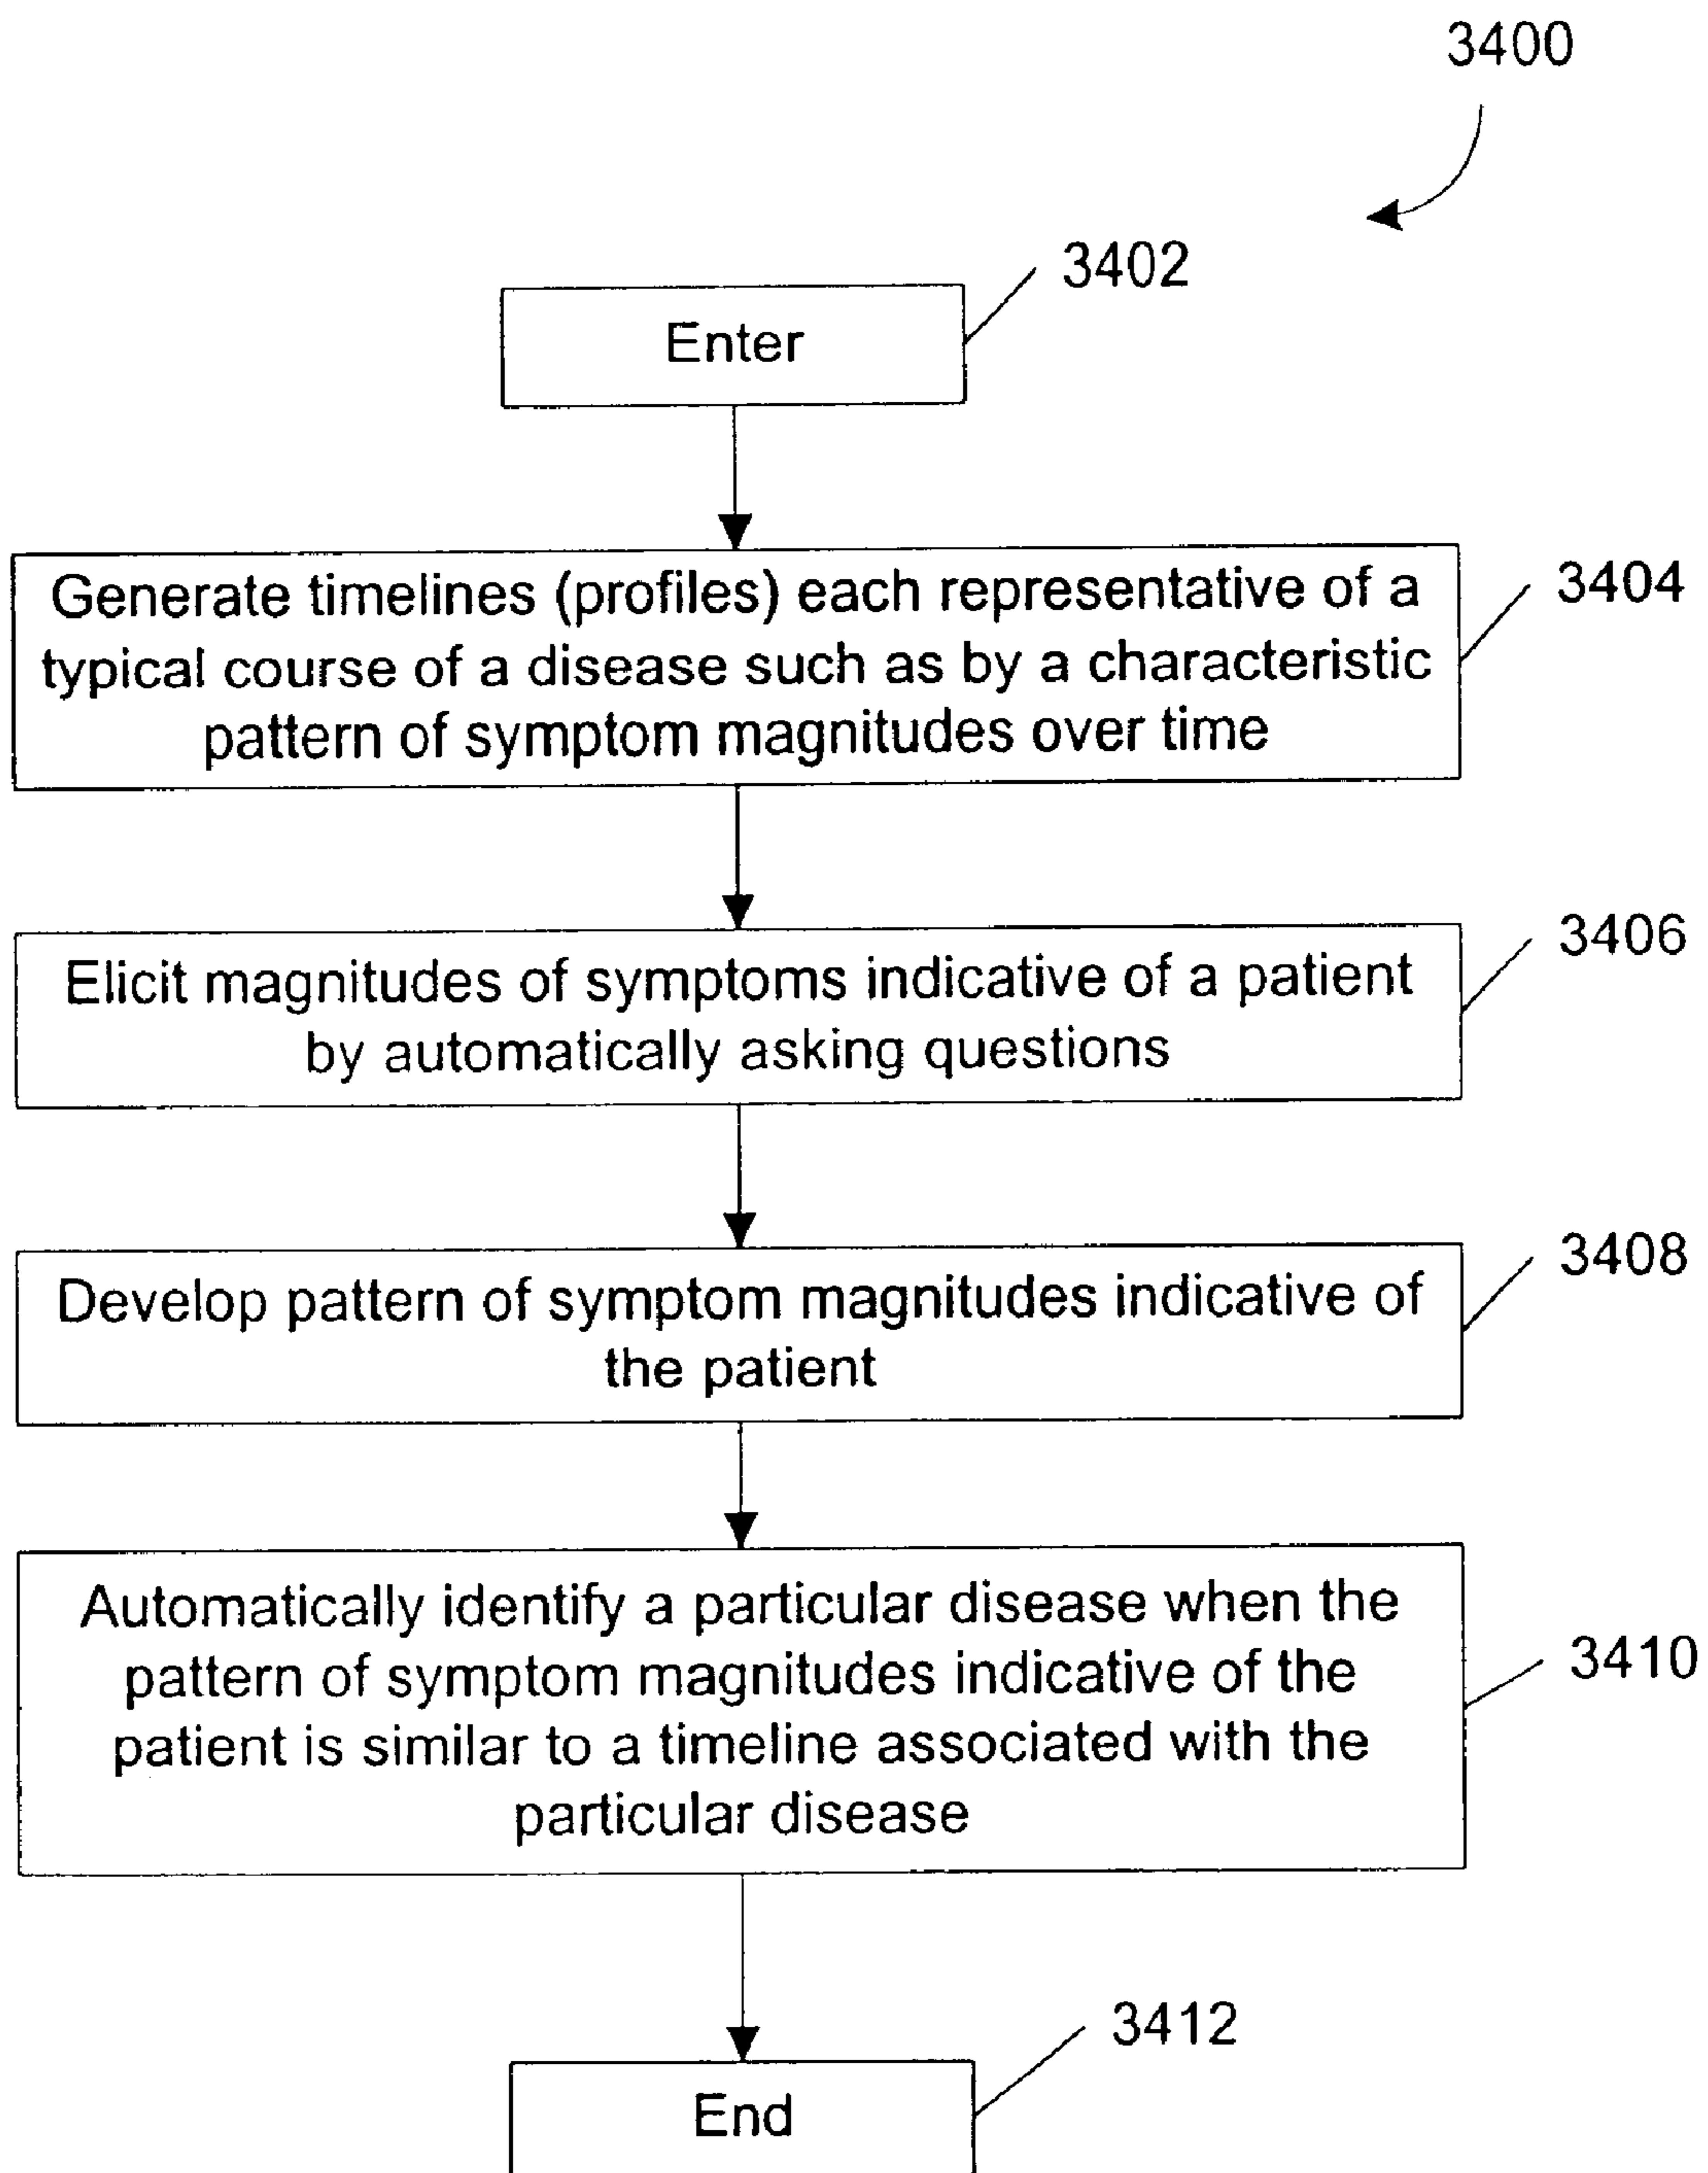 3400
3402
Enter
3404
Generate timelines (profiles) each representative of a
typical course of a disease such as by a characteristic
pattern of symptom magnitudes over time
3406
Elicit magnitudes of symptoms indicative of a patient
by automatically asking questions
3408
Develop pattern of symptom magnitudes indicative of
the patient
3410
Automatically identify a particular disease when the
pattern of symptom magnitudes indicative of the
patient is similar to a timeline associated with the
particular disease
3412
End